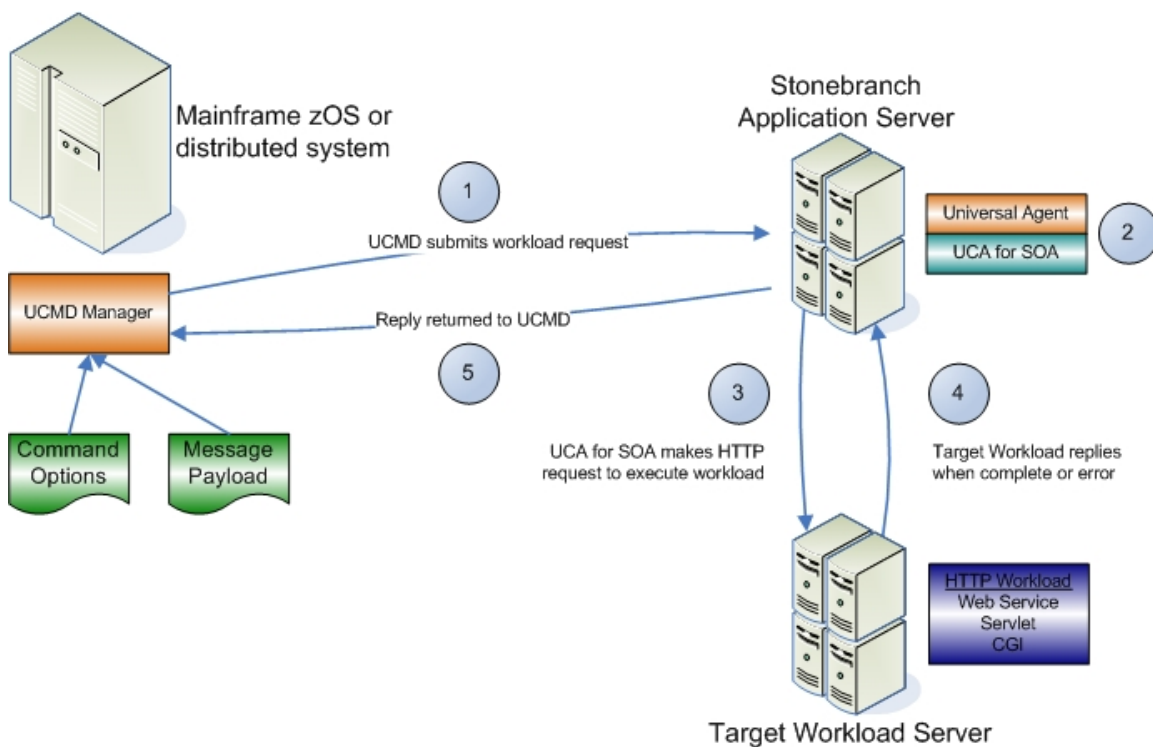 Mainframe zOS or
distributed system
Stonebranch
Application Server
1
UCMD submits workload request
Universal Agent
UCA for SOA
2
UCMD Manager
Reply returned to UCMD
5
3
4
Command
Options
Message
Payload
UCA for SOA makes HTTP
request to execute workload
Target Workload replies
when complete or error
HTTP Workload
Web Service
Servlet
CGI
Target Workload Server